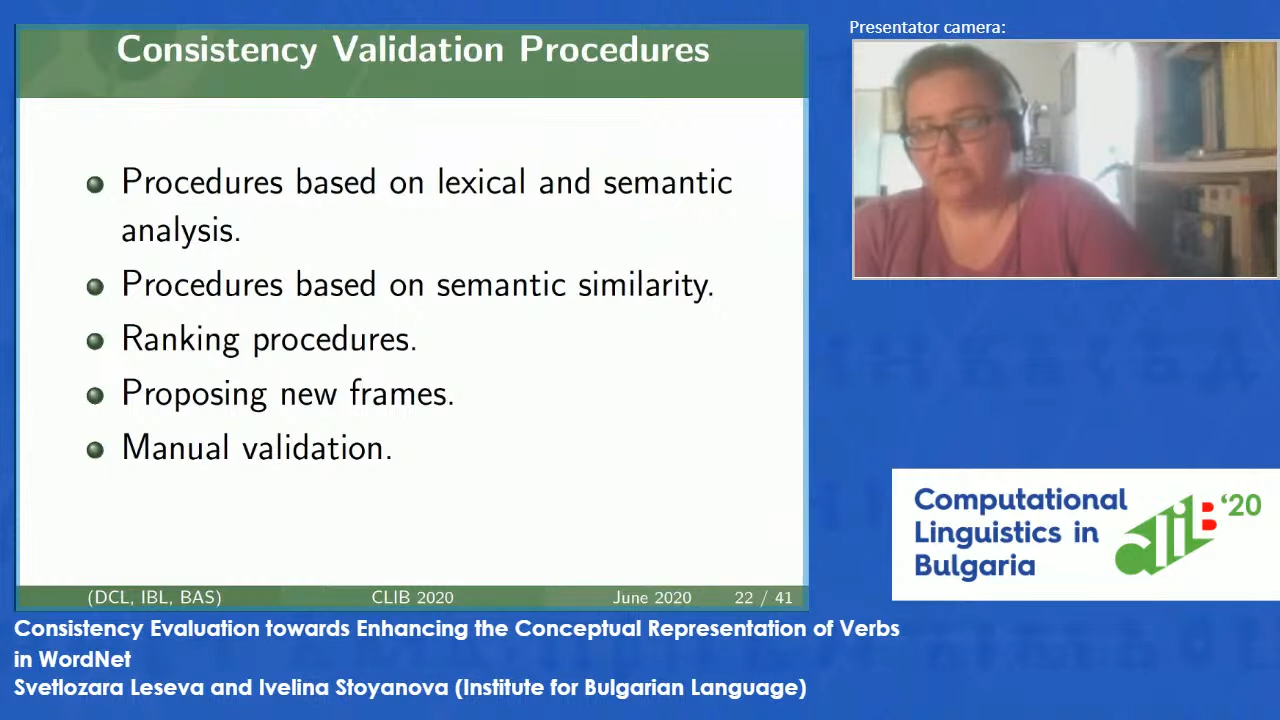 Consistency Validation Procedures
Presentator camera:
Procedures based on lexical and semantic
analysis.
Procedures based on semantic similarity.
Ranking procedures.
Proposing new frames.
Manual validation.
(DCL, IBL, BAS) CLIB 2020 June 2020 22 / 41
Computational
Linguistics in
Bulgaria
clib '20
Consistency Evaluation towards Enhancing the Conceptual Representation of Verbs
in WordNet
Svetlozara Leseva and Ivelina Stoyanova (Institute for Bulgarian Language)